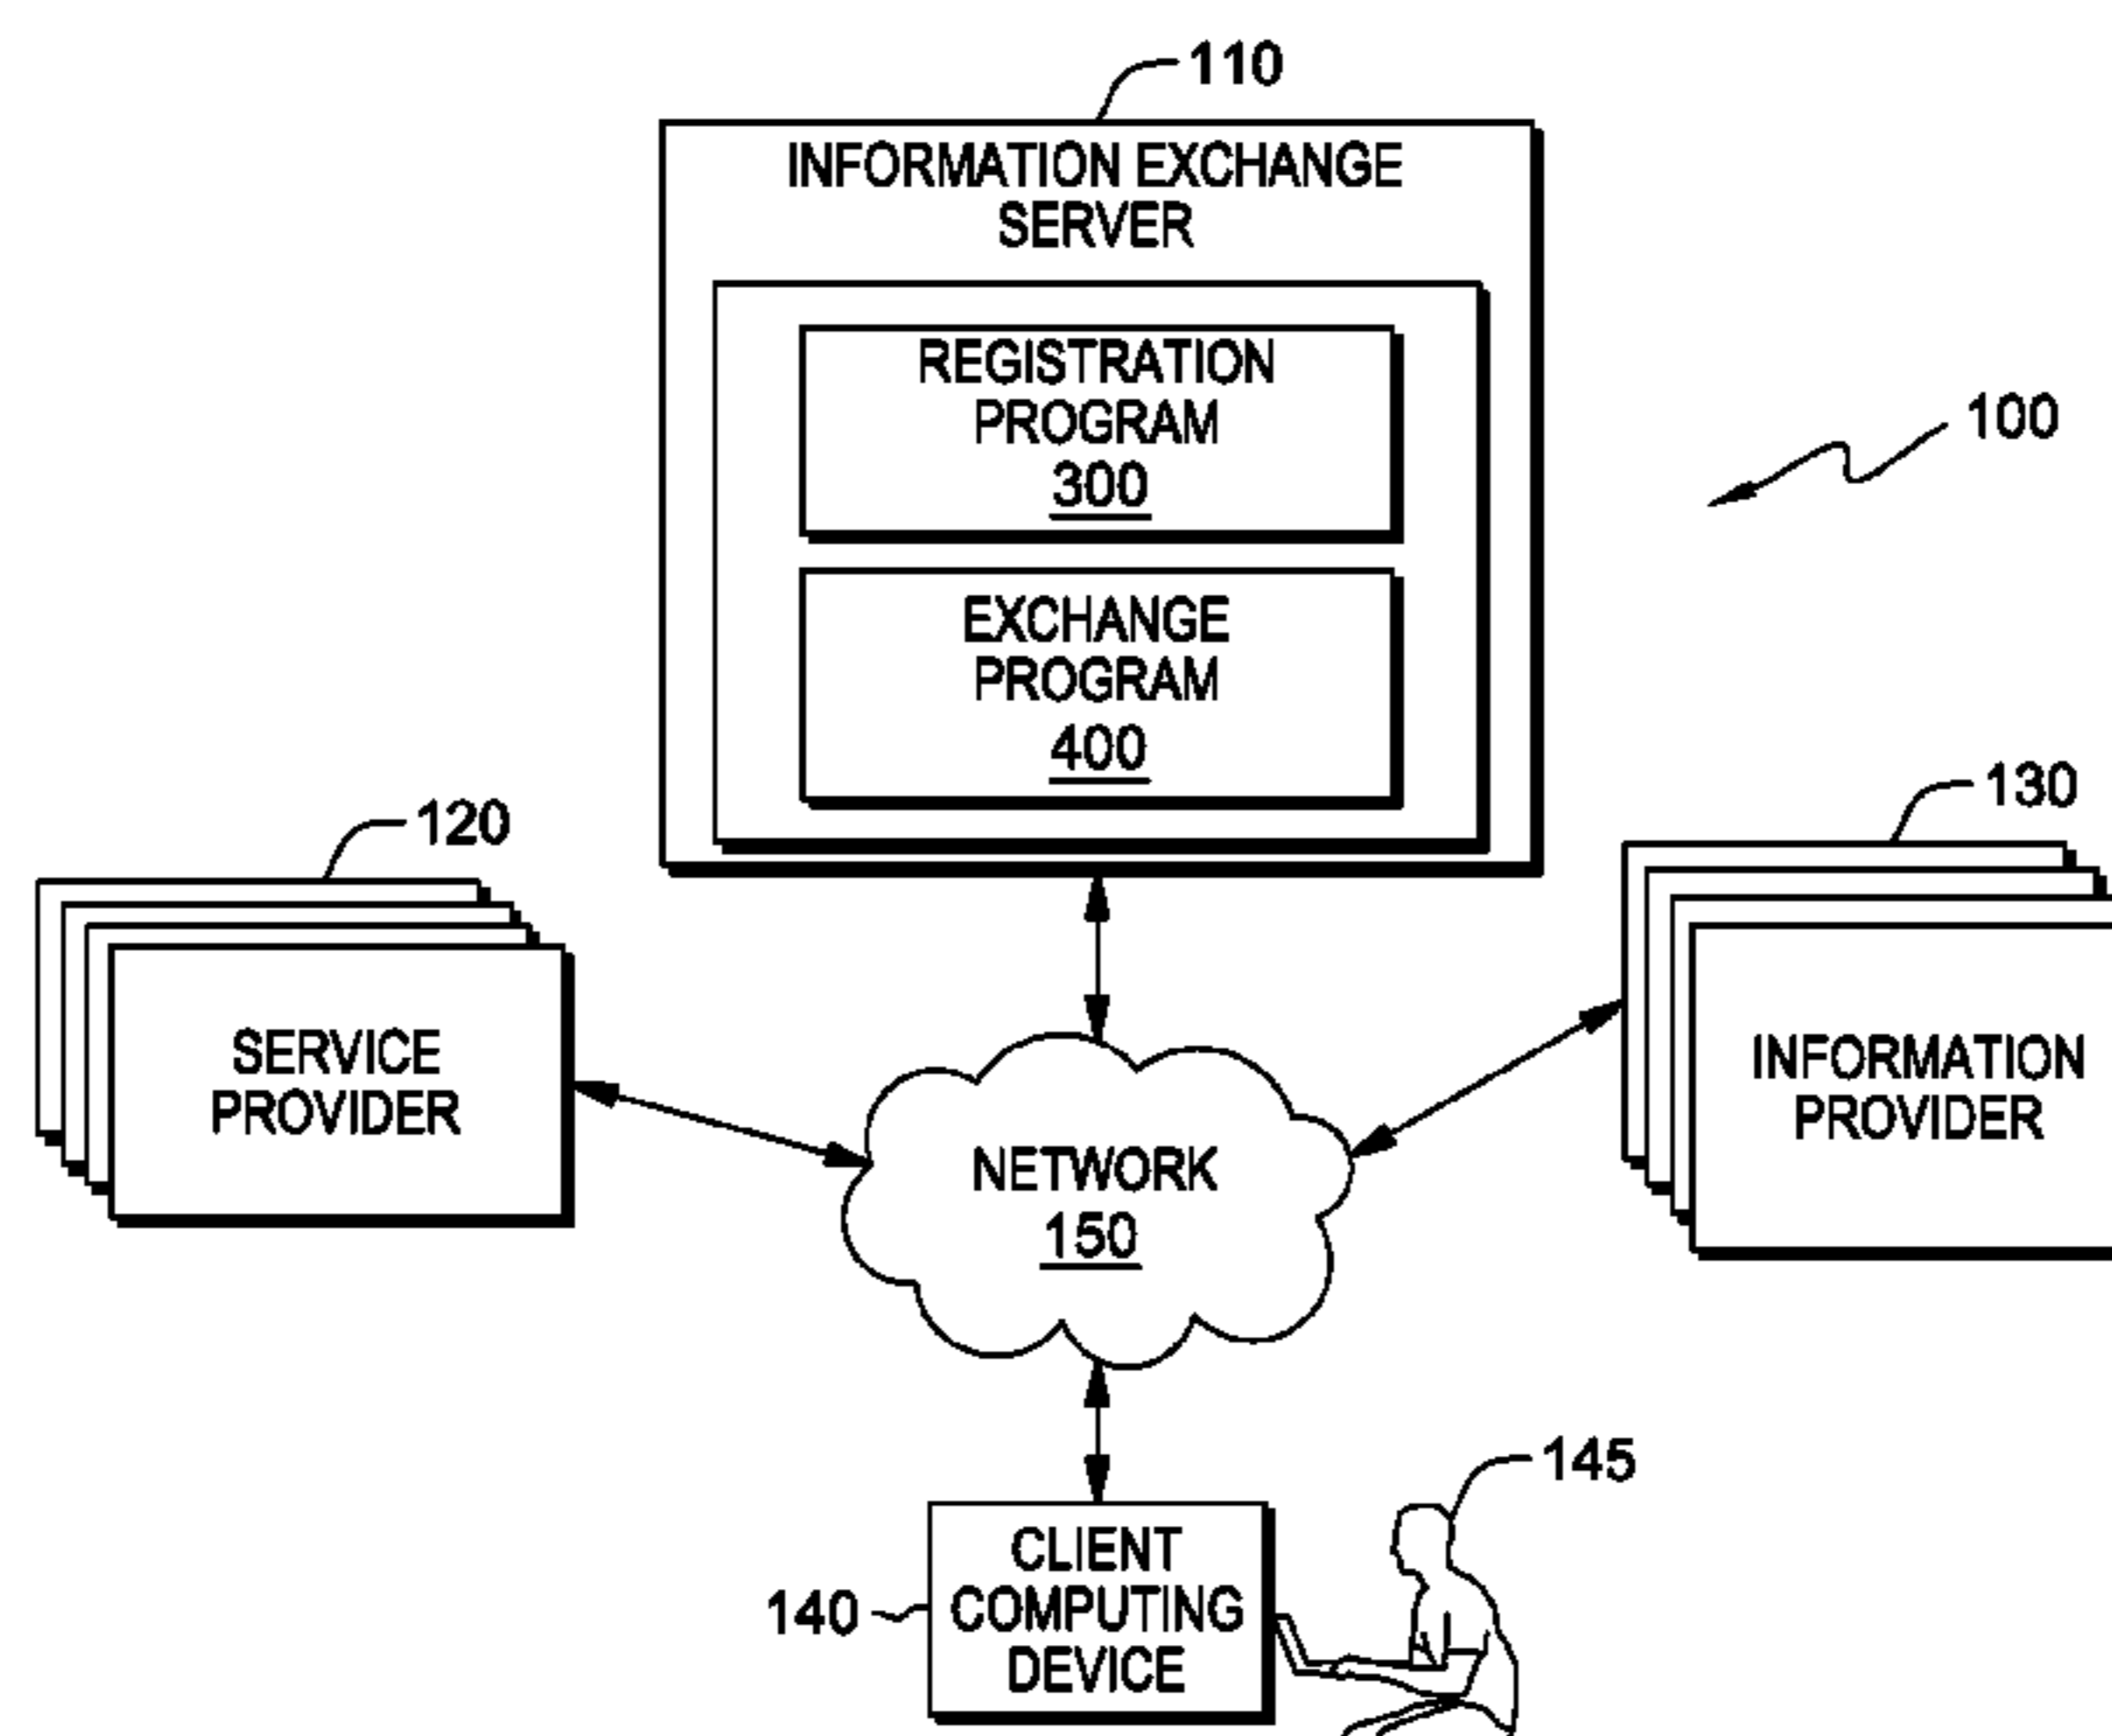 110
INFORMATION EXCHANGE
SERVER
REGISTRATION
PROGRAM
300
100
EXCHANGE
PROGRAM
400
120
130
SERVICE
PROVIDER
INFORMATION
PROVIDER
NETWORK
150
145
140
CLIENT
COMPUTING
DEVICE